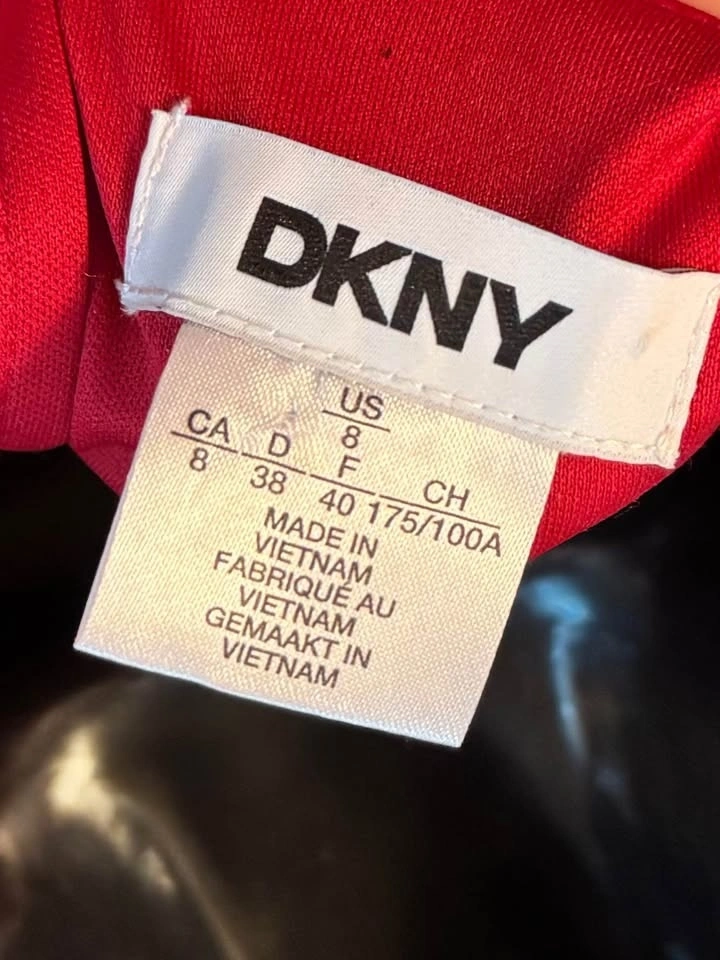 DKNY
US
8
CA D F CH
8 38 40 175/100A
MADE IN
VIETNAM
FABRIQUÉ AU
VIETNAM
GEMAAKT IN
VIETNAM